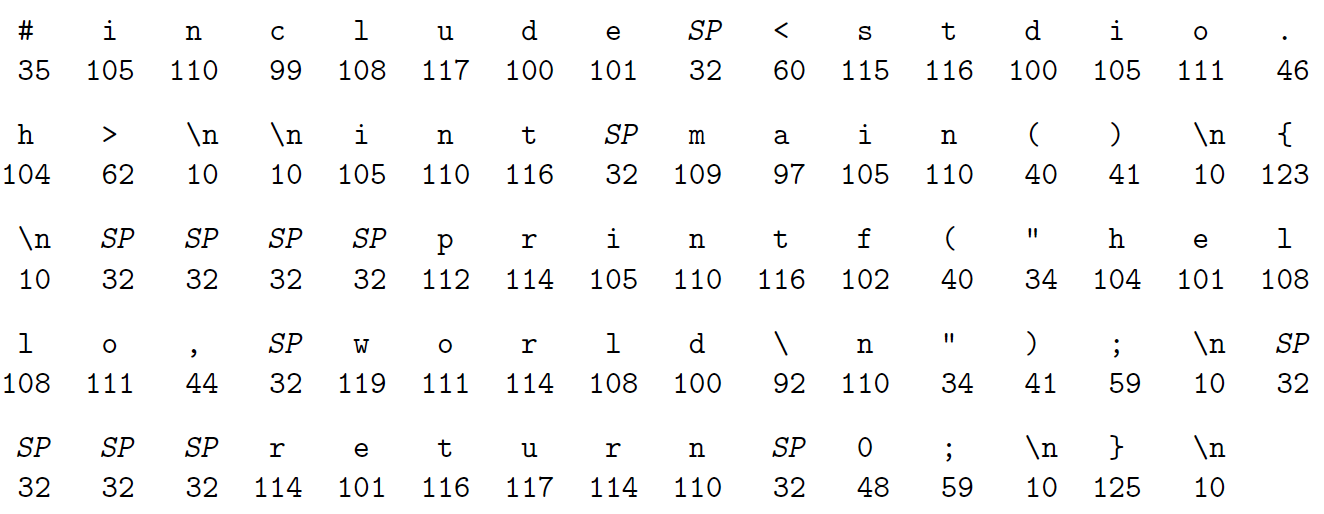 # i n c l u d e SP < s t d i o .
35 105 110 99 108 117 100 101 32 60 115 116 100 105 111 46
h > \n \n i n t SP m a i n ( ) \n {
104 62 10 10 105 110 116 32 109 97 105 110 40 41 10 123
\n SP SP SP SP p r i n t f ( " h e l
10 32 32 32 32 112 114 105 110 116 102 40 34 104 101 108
l o , SP w o r l d \ n " ) ; \n SP
108 111 44 32 119 111 114 108 100 92 110 34 41 59 10 32
SP SP SP r e t u r n SP 0 ; \n } \n
32 32 32 114 101 116 117 114 110 32 48 59 10 125 10